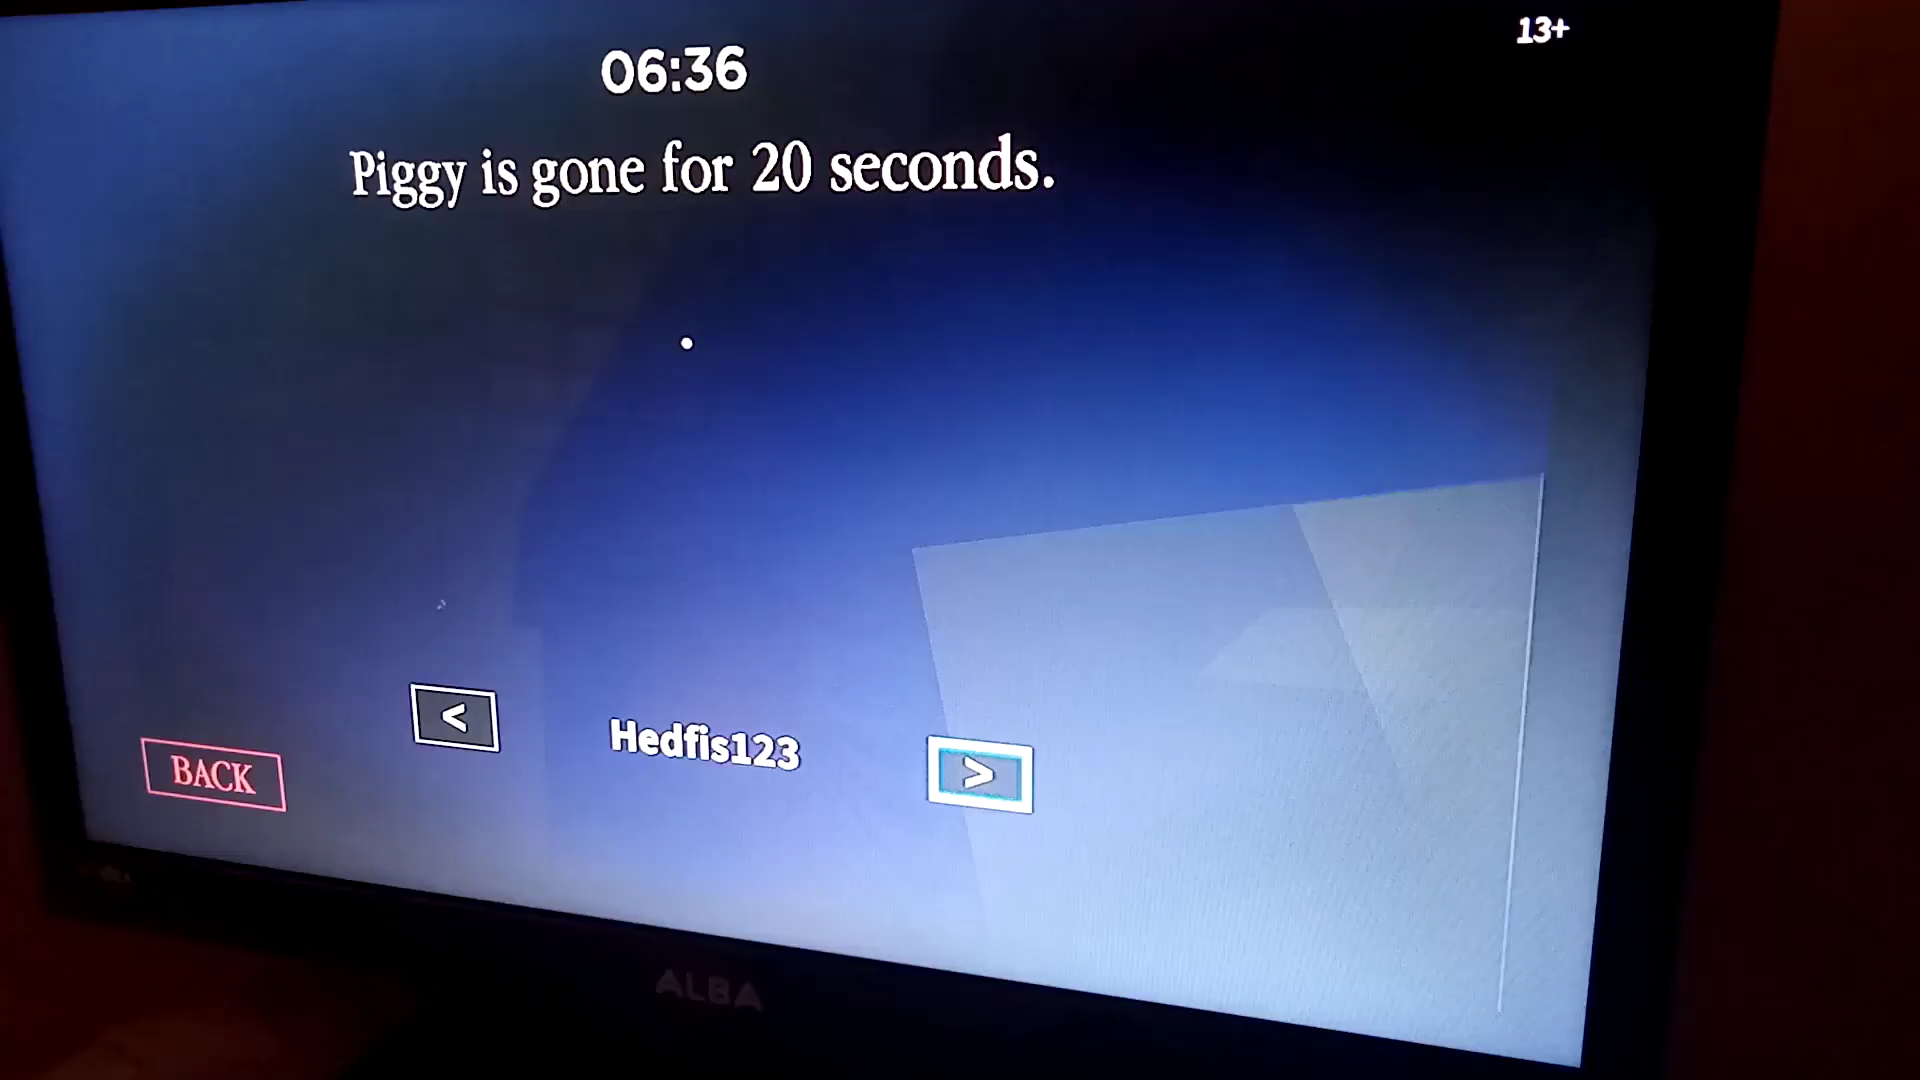 13+
06:36
Piggy is gone for 20 seconds.
<
Hedfis123
>
BACK
ALBA